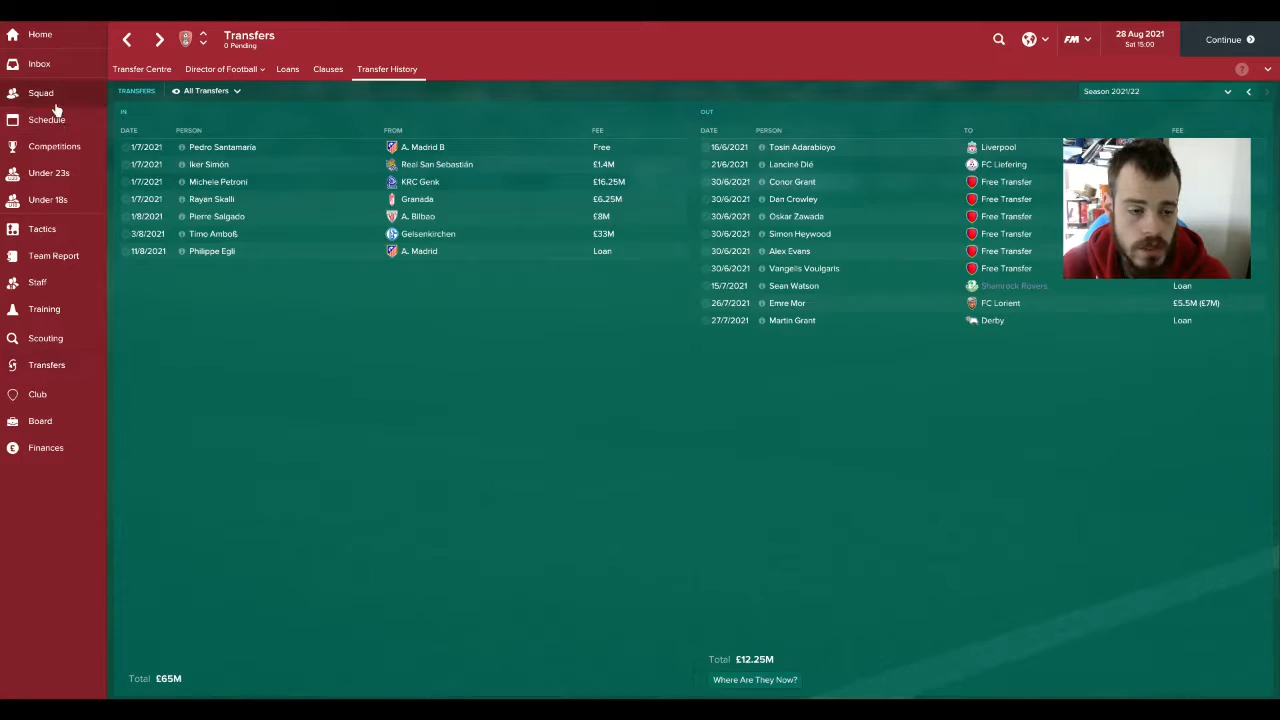 Home
Inbox
Squad
Schedule
Competitions
Under 23s
Under 18s
Tactics
Team Report
Staff
Training
Scouting
Transfers
Club
Board
Finances
Transfers
0 Pending
FM
28 Aug 2021
Sat 15:00
Continue
Transfer Centre Director of Football Loans Clauses Transfer History
?
TRANSFERS All Transfers
Season 2021/22
IN
DATE PERSON FROM FEE
1/7/2021 Pedro Santamaría A. Madrid B Free
1/7/2021 Iker Simón Real San Sebastián £1.4M
1/7/2021 Michele Petroni KRC Genk £16.25M
1/7/2021 Rayan Skalli Granada £6.25M
1/8/2021 Pierre Salgado A. Bilbao £8M
3/8/2021 Timo Amboß Gelsenkirchen £33M
11/8/2021 Philippe Egli A. Madrid Loan
Total £65M
OUT
DATE PERSON TO FEE
16/6/2021 Tosin Adarabioyo Liverpool
21/6/2021 Lanciné Dié FC Liefering
30/6/2021 Conor Grant Free Transfer
30/6/2021 Dan Crowley Free Transfer
30/6/2021 Oskar Zawada Free Transfer
30/6/2021 Simon Heywood Free Transfer
30/6/2021 Alex Evans Free Transfer
30/6/2021 Vangelis Voulgaris Free Transfer
15/7/2021 Sean Watson Shamrock Rovers Loan
26/7/2021 Emre Mor FC Lorient £5.5M (£7M)
27/7/2021 Martin Grant Derby Loan
Total £12.25M
Where Are They Now?